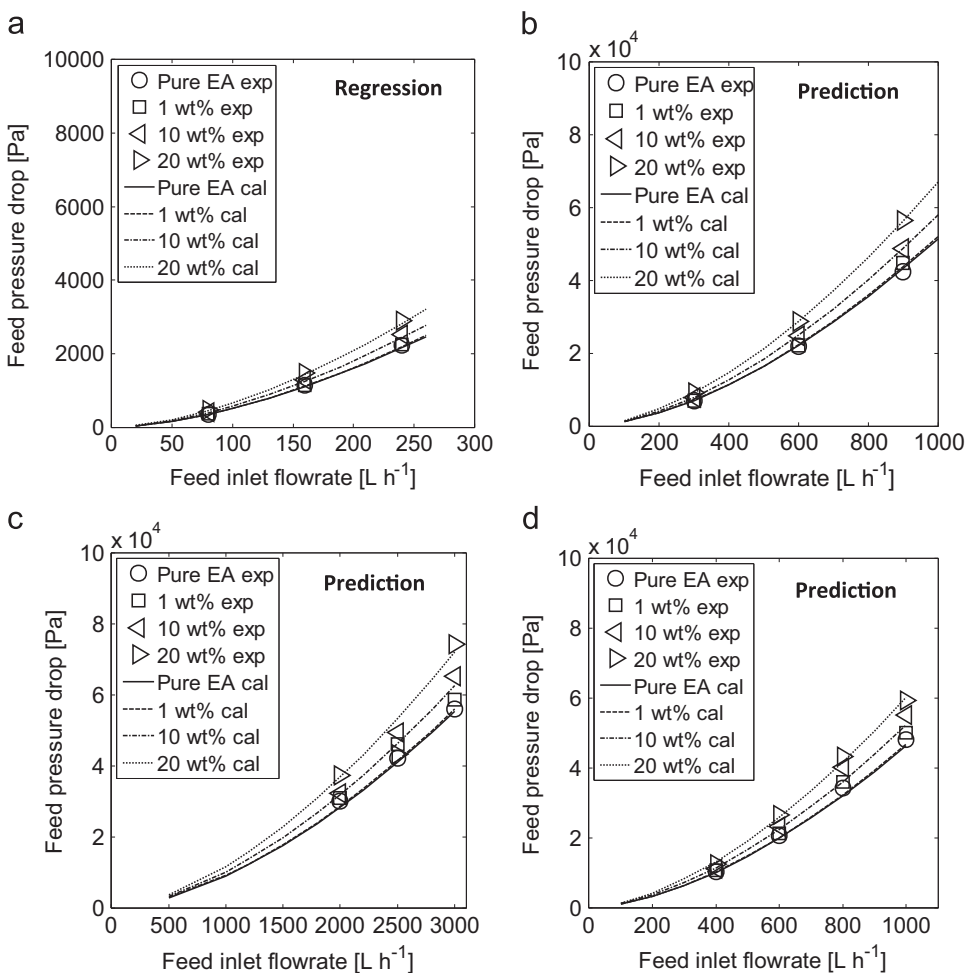 a
10000
8000
6000
4000
2000
0
Feed pressure drop [Pa]
Pure EA exp
1 wt% exp
10 wt% exp
20 wt% exp
Pure EA cal
1 wt% cal
10 wt% cal
20 wt% cal
Regression
0 50 100 150 200 250 300
Feed inlet flowrate [L h⁻¹]
b
x 10⁴
10
8
6
4
2
0
Feed pressure drop [Pa]
Pure EA exp
1 wt% exp
10 wt% exp
20 wt% exp
Pure EA cal
1 wt% cal
10 wt% cal
20 wt% cal
Prediction
0 200 400 600 800 1000
Feed inlet flowrate [L h⁻¹]
c
x 10⁴
10
8
6
4
2
0
Feed pressure drop [Pa]
Pure EA exp
1 wt% exp
10 wt% exp
20 wt% exp
Pure EA cal
1 wt% cal
10 wt% cal
20 wt% cal
Prediction
0 500 1000 1500 2000 2500 3000
Feed inlet flowrate [L h⁻¹]
d
x 10⁴
10
8
6
4
2
0
Feed pressure drop [Pa]
Pure EA exp
1 wt% exp
10 wt% exp
20 wt% exp
Pure EA cal
1 wt% cal
10 wt% cal
20 wt% cal
Prediction
0 200 400 600 800 1000
Feed inlet flowrate [L h⁻¹]